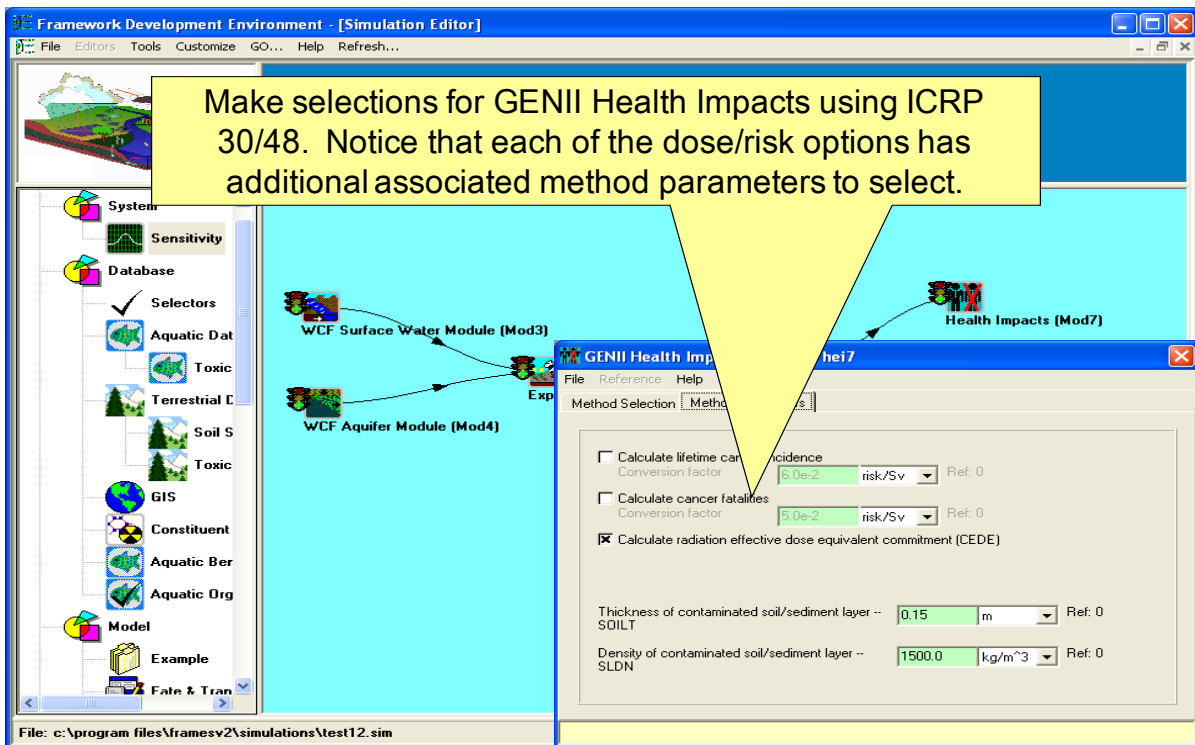 Framework Development Environment - [Simulation Editor]
File Editors Tools Customize GO... Help Refresh...
Make selections for GENII Health Impacts using ICRP
30/48. Notice that each of the dose/risk options has
additional associated method parameters to select.
System
Sensitivity
Database
Selectors
Aquatic Dat
Toxic
Terrestrial D
Soil S
Toxic
GIS
Constituent
Aquatic Ber
Aquatic Org
Model
Example
Fate & Tran
WCF Surface Water Module (Mod3)
WCF Aquifer Module (Mod4)
Exp
Health Impacts (Mod7)
GENII Health Imp hei7
File Reference Help
Method Selection Metho s
Calculate lifetime can ncidence
Conversion factor 6.0e-2 risk/Sv Ref: 0
Calculate cancer fatalities
Conversion factor 5.0e-2 risk/Sv Ref: 0
Calculate radiation effective dose equivalent commitment (CEDE)
Thickness of contaminated soil/sediment layer -- 0.15 m Ref: 0
SOILT
Density of contaminated soil/sediment layer -- 1500.0 kg/m^3 Ref: 0
SLDN
File: c:\program files\framesv2\simulations\test12.sim